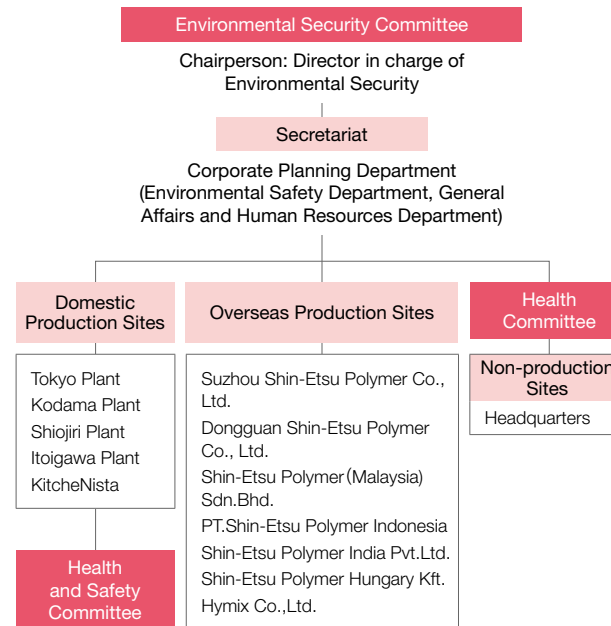 Environmental Security Committee
Chairperson: Director in charge of
Environmental Security
Secretariat
Corporate Planning Department
(Environmental Safety Department, General
Affairs and Human Resources Department)
Domestic
Production Sites
Tokyo Plant
Kodama Plant
Shiojiri Plant
Itoigawa Plant
KitcheNista
Health
and Safety
Committee
Overseas Production Sites
Suzhou Shin-Etsu Polymer Co.,
Ltd.
Dongguan Shin-Etsu Polymer
Co., Ltd.
Shin-Etsu Polymer(Malaysia)
Sdn.Bhd.
PT.Shin-Etsu Polymer Indonesia
Shin-Etsu Polymer India Pvt.Ltd.
Shin-Etsu Polymer Hungary Kft.
Hymix Co.,Ltd.
Health
Committee
Non-production
Sites
Headquarters